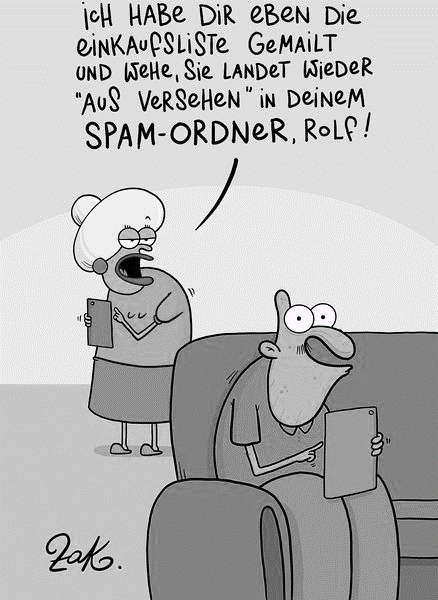 ICH HABE DIR EBEN DIE
EINKAUFSLISTE GEMAILT
UND WEHE, SIE LANDET WIEDER
"AUS VERSEHEN" IN DEINEM
SPAM-ORDNER, ROLF!
ZAK.